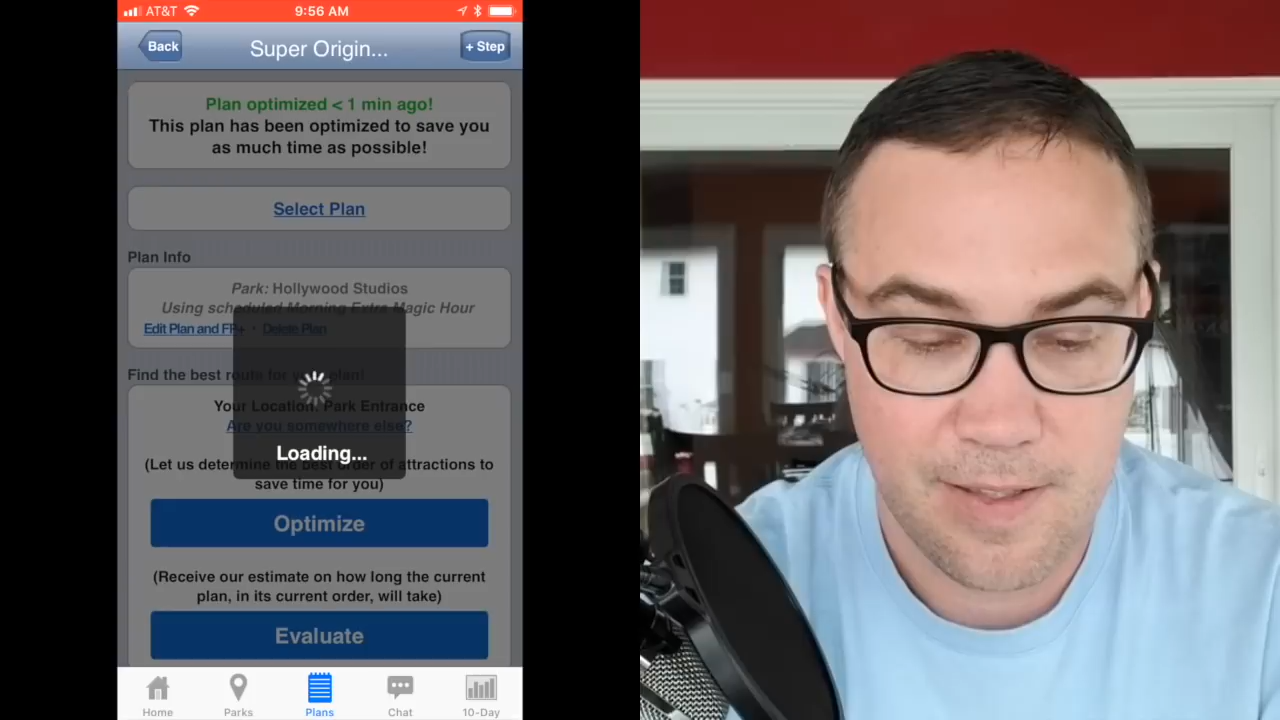 AT&T 9:56 AM
Back Super Origin... + Step
Plan optimized < 1 min ago!
This plan has been optimized to save you
as much time as possible!
Select Plan
Plan Info
Park: Hollywood Studios
Using scheduled Morning Extra Magic Hour
Edit Plan and FP+ • Delete Plan
Find the best route for your plan!
Your Location: Park Entrance
Are you somewhere else?
Loading...
(Let us determine the best order of attractions to
save time for you)
Optimize
(Receive our estimate on how long the current
plan, in its current order, will take)
Evaluate
Home Parks Plans Chat 10-Day